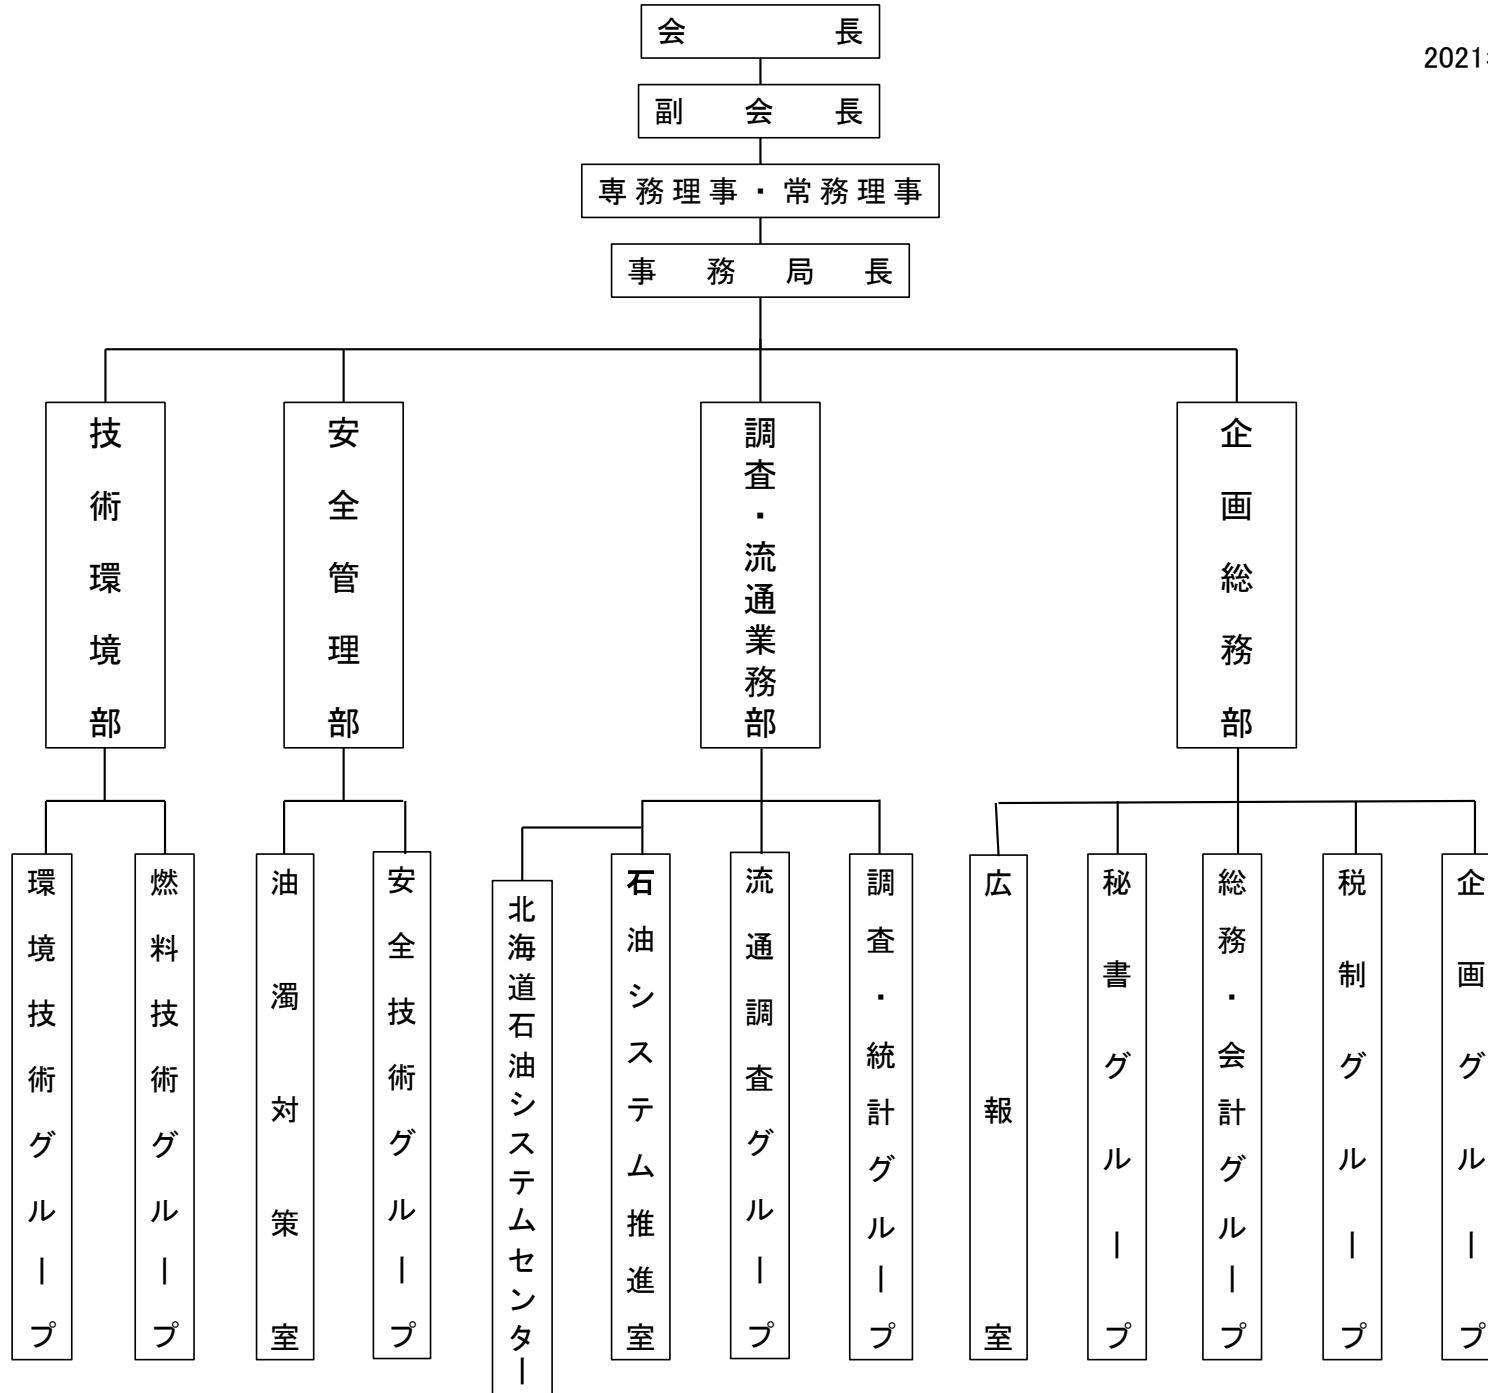 会長
2021
副会長
専務理事・常務理事
事務局長
技術環境部
安全管理部
調査・流通業務部
企画総務部
環境技術グループ
燃料技術グループ
油濁対策室
安全技術グループ
北海道石油システムセンター
石油システム推進室
流通調査グループ
調査・統計グループ
広報室
秘書グループ
総務・会計グループ
税制グループ
企画グループ